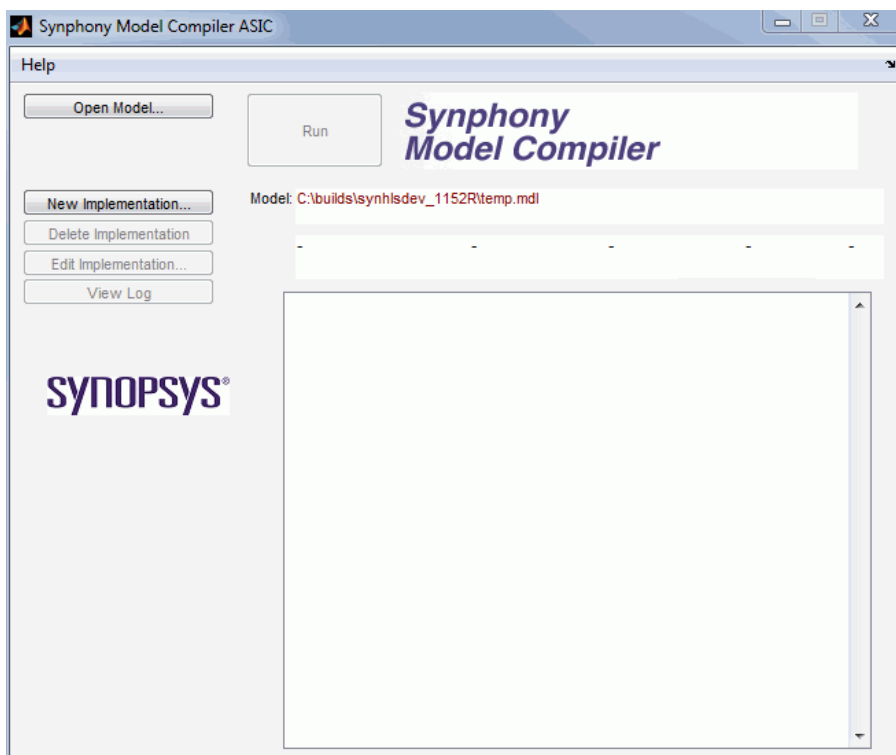 Synphony Model Compiler ASIC
Help
Open Model...
Run
Synphony
Model Compiler
New Implementation...
Model: C:\builds\synhlsdev_1152R\temp.mdl
Delete Implementation
- - - - -
Edit Implementation...
View Log
SYNOPSYS®